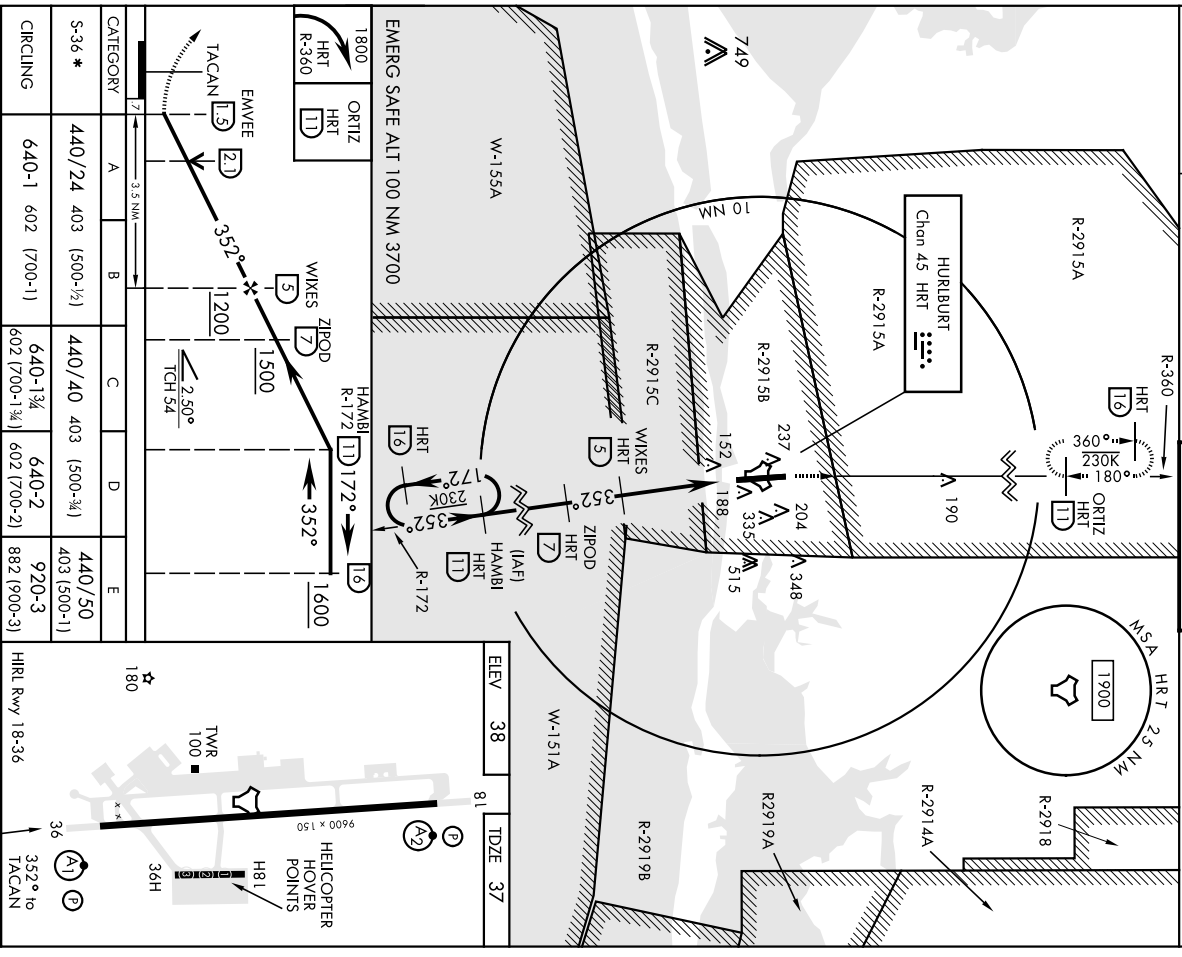 MSA HRT 25 NM
1900
R-2918
R-2914A
R2919A
R-2919B
W-151A
R-360
HRT
16
360°
230K
180°
ORTIZ
HRT
11
R-2915A
190
HURLBURT
Chan 45 HRT
R-2915A
749
10 NM
R-2915B
237
204
348
335
515
152
188
R-2915C
WIXES
HRT
5
352°
ZIPOD
HRT
7
(IAF)
HAMBI
HRT
11
172°
230K
352°
HRT
16
R-172
W-155A
EMERG SAFE ALT 100 NM 3700
1800
HRT
R-360
ORTIZ
HRT
11
TACAN
EMVEE
1.5
2.1
352°
WIXES
5
ZIPOD
7
1200
1500
2.50°
TCH 54
HAMBI
R-172
11
172°
16
352°
1600
.7
3.5 NM
CATEGORY A B C D E
S-36 * 440/24 403 (500-½) 440/40 403 (500-¾) 440/50 403 (500-1)
CIRCLING 640-1 602 (700-1) 640-1¾ 602 (700-1¾) 640-2 602 (700-2) 920-3 882 (900-3)
ELEV 38
TDZE 37
18
A2
P
9600 x 150
HELICOPTER
HOVER
POINTS
H81
1
2
3
36H
TWR
100
180
x x
36
A1
P
352° to
TACAN
HIRL Rwy 18-36